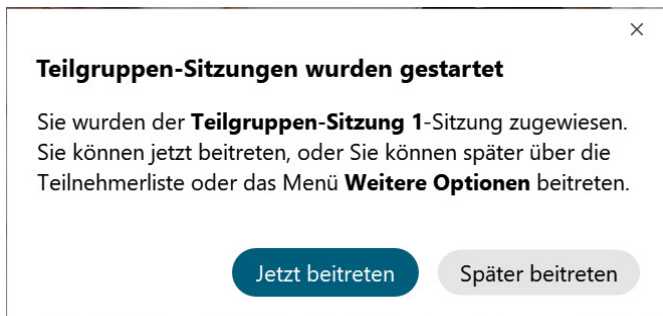 Teilgruppen-Sitzungen wurden gestartet
Sie wurden der Teilgruppen-Sitzung 1-Sitzung zugewiesen.
Sie können jetzt beitreten, oder Sie können später über die
Teilnehmerliste oder das Menü Weitere Optionen beitreten.
Jetzt beitreten
Später beitreten